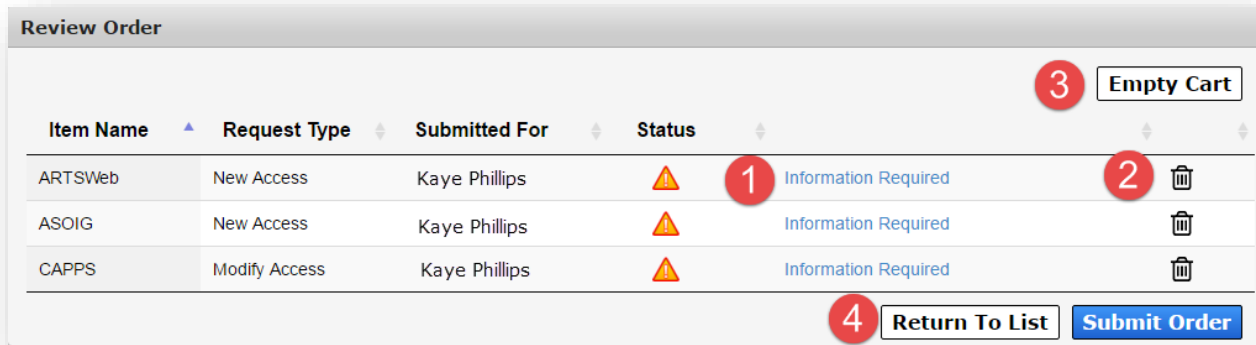 Review Order
3 Empty Cart
Item Name Request Type Submitted For Status
ARTSWeb New Access Kaye Phillips 1 Information Required 2
ASOIG New Access Kaye Phillips Information Required
CAPPS Modify Access Kaye Phillips Information Required
4 Return To List Submit Order